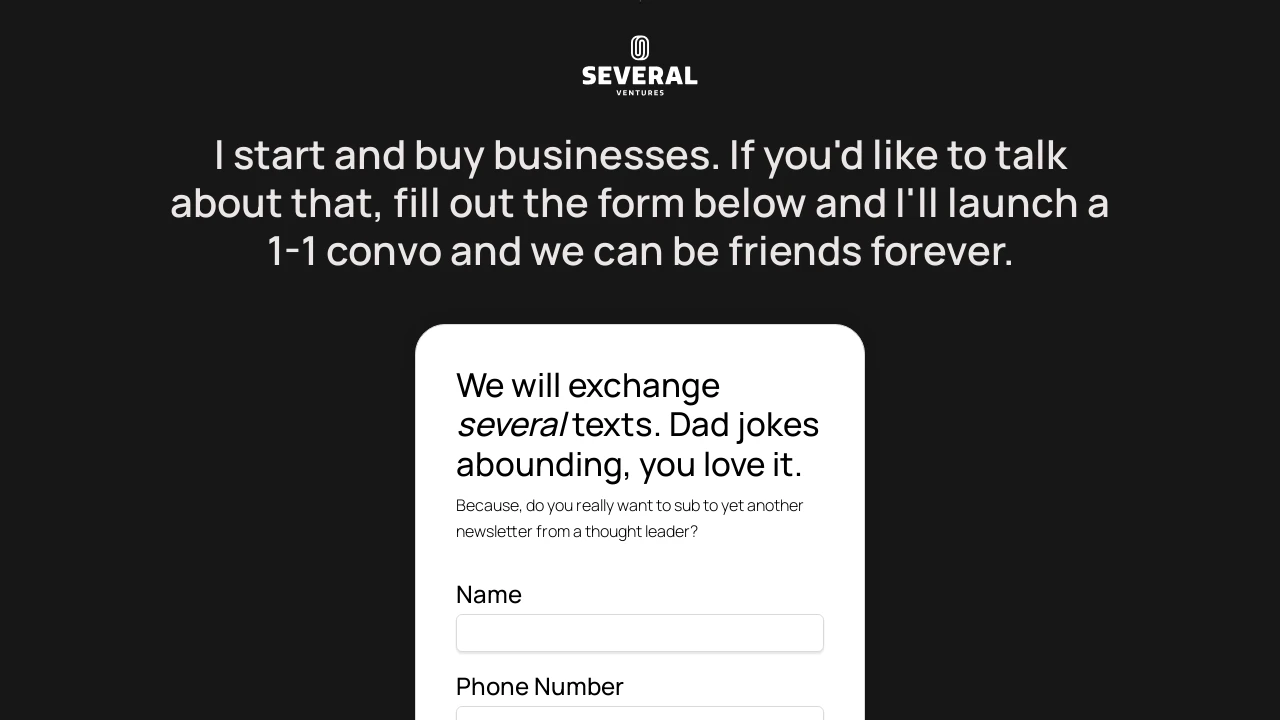 SEVERAL
VENTURES
I start and buy businesses. If you'd like to talk
about that, fill out the form below and I'll launch a
1-1 convo and we can be friends forever.
We will exchange
several texts. Dad jokes
abounding, you love it.
Because, do you really want to sub to yet another
newsletter from a thought leader?
Name
Phone Number